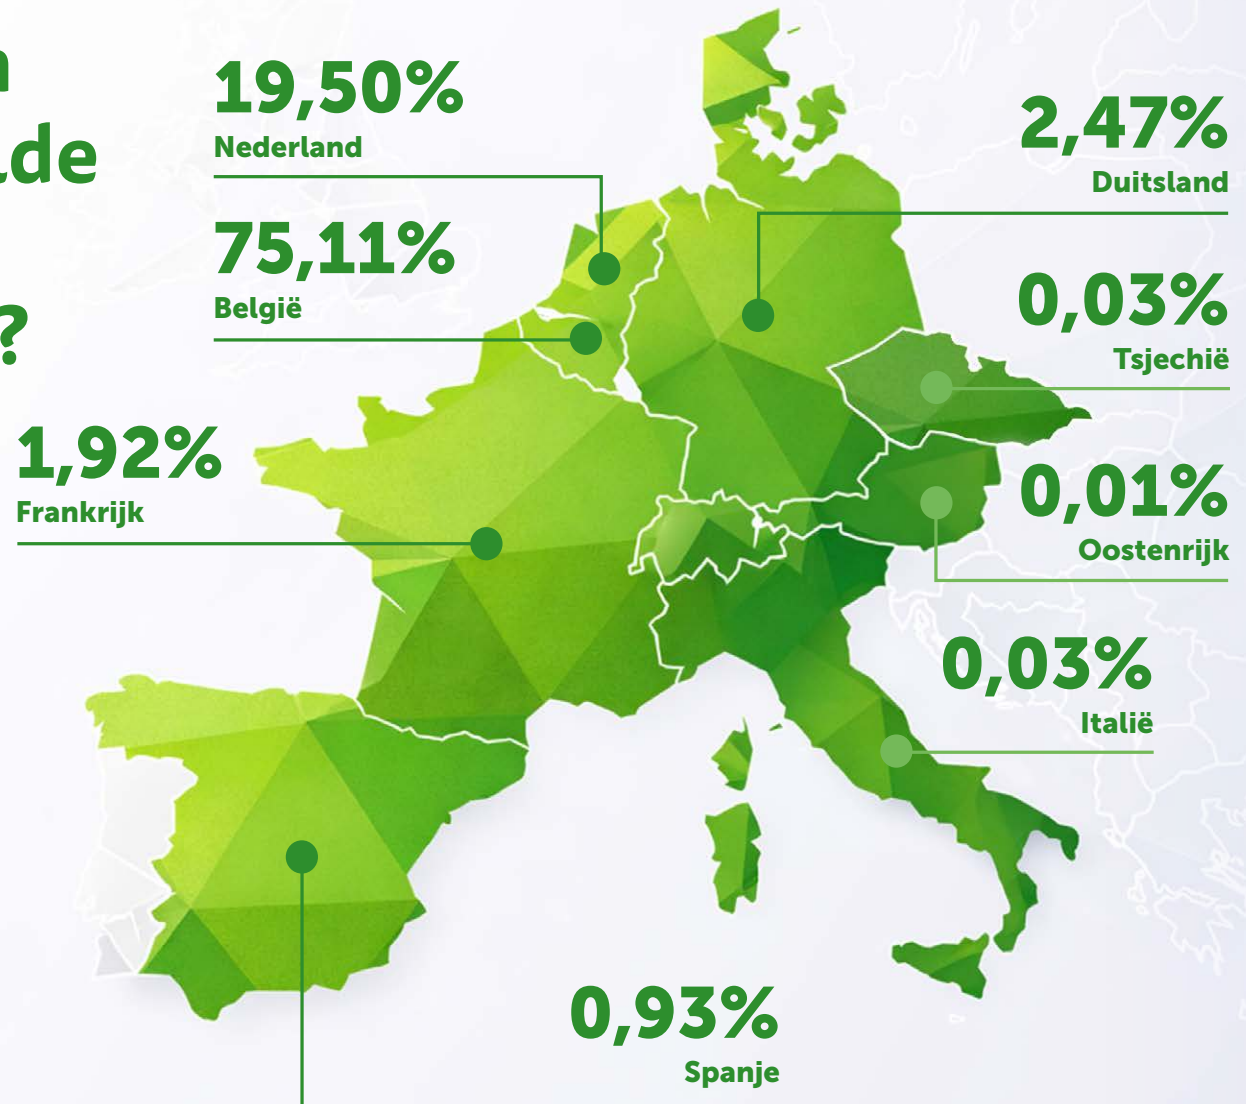 lde
?
19,50%
Nederland
75,11%
België
1,92%
Frankrijk
2,47%
Duitsland
0,03%
Tsjechië
0,01%
Oostenrijk
0,03%
Italië
0,93%
Spanje